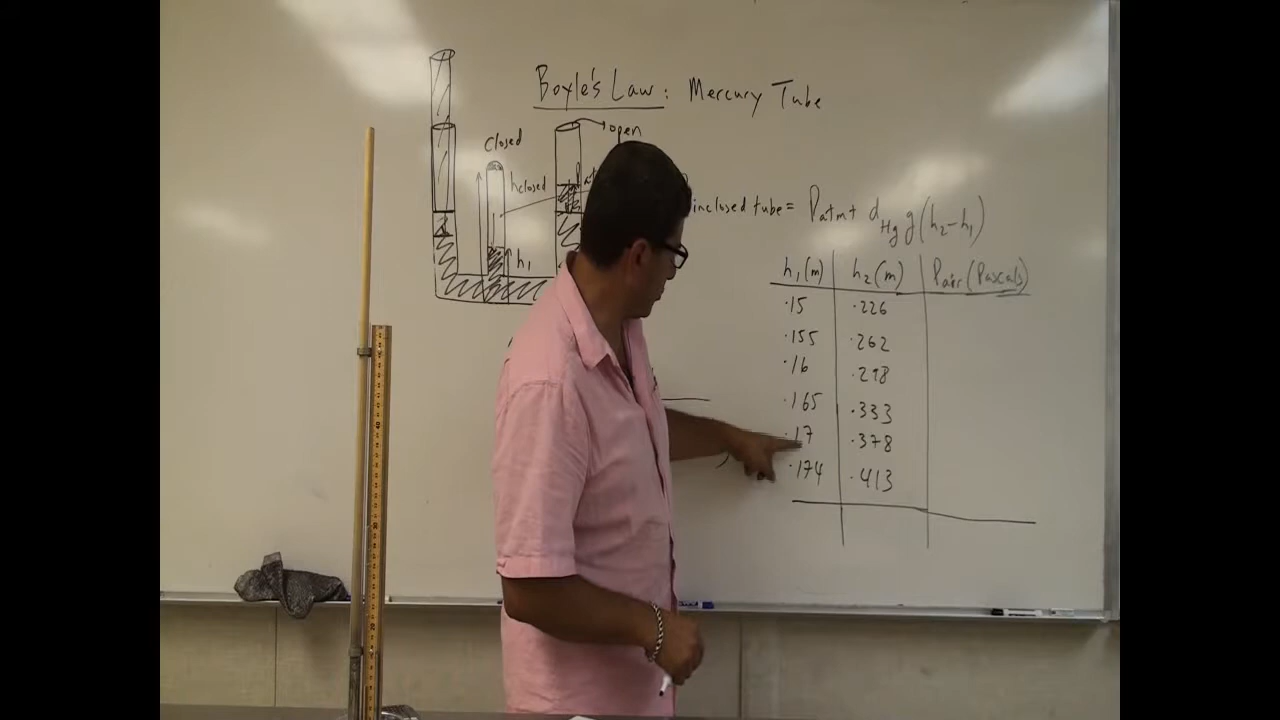 Boyle's Law: Mercury Tube
open
closed
hclosed
h₁
inclosed tube = Patm + dHg g(h₂-h₁)
h₁(m) h₂(m) Pair (Pascals)
.15 .226
.155 .262
.16 .298
.165 .333
.17 .378
.174 .413